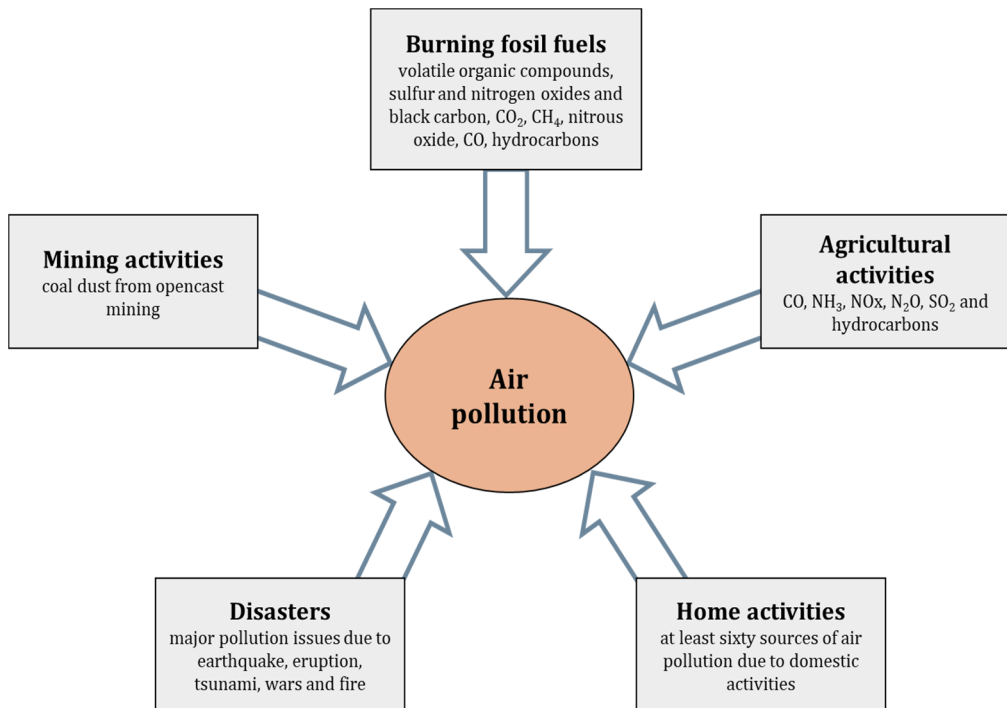 Burning fosil fuels
volatile organic compounds,
sulfur and nitrogen oxides and
black carbon, CO₂, CH₄, nitrous
oxide, CO, hydrocarbons
Mining activities
coal dust from opencast
mining
Agricultural
activities
CO, NH₃, NOx, N₂O, SO₂ and
hydrocarbons
Air
pollution
Disasters
major pollution issues due to
earthquake, eruption,
tsunami, wars and fire
Home activities
at least sixty sources of air
pollution due to domestic
activities